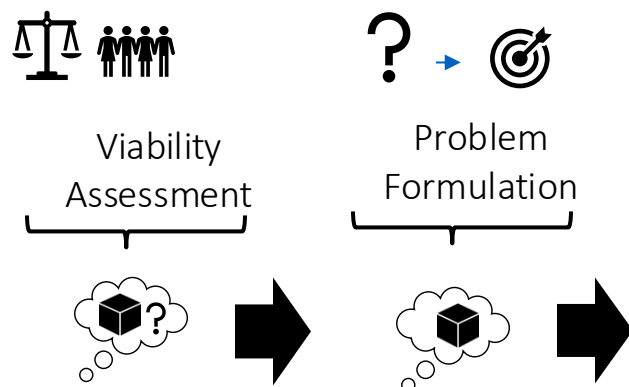 ?
Viability
Assessment
Problem
Formulation
?